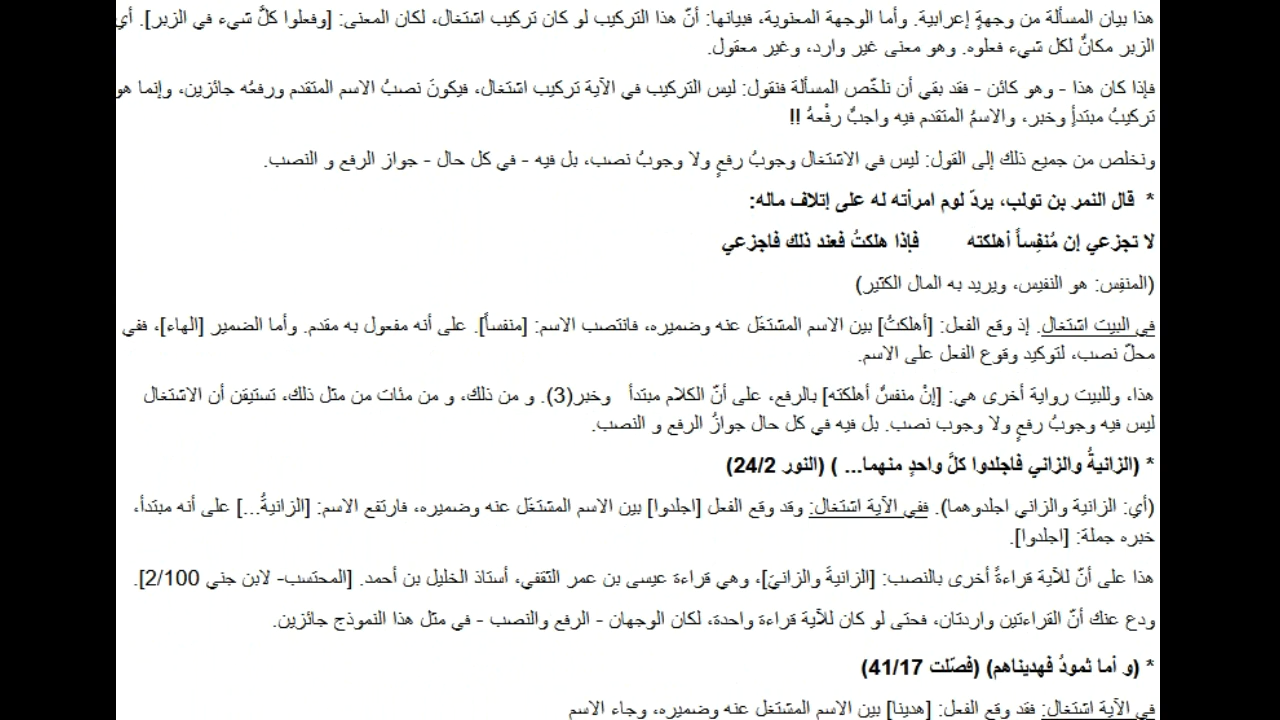 هذا بيان المسألة من وجهةٍ إعرابية. وأما الوجهة المعنوية، فبيانها: أنّ هذا التركيب لو كان تركيب اشتغال، لكان المعنى: [وفعلوا كلَّ شيء في الزبر]. أي
الزبر مكانٌ لكل شيء فعلوه. وهو معنى غير وارد، وغير معقول.
فإذا كان هذا - وهو كائن - فقد بقي أن نلخّص المسألة فنقول: ليس التركيب في الآية تركيب اشتغال، فيكونَ نصبُ الاسم المتقدم ورفعُه جائزين، وإنما هو
تركيبُ مبتدأٍ وخبر، والاسمُ المتقدم فيه واجبٌ رفْعهُ !!
ونخلص من جميع ذلك إلى القول: ليس في الاشتغال وجوبُ رفعٍ ولا وجوبُ نصب، بل فيه - في كل حال - جواز الرفع و النصب.
* قال النمر بن تولب، يردّ لوم امرأته له على إتلاف ماله:
لا تجزعي إن مُنفِساً أهلكته فإذا هلكتُ فعند ذلك فاجزعي
(المنفِس: هو النفيس، ويريد به المال الكثير)
في البيت اشتغال. إذ وقع الفعل: [أهلكتُ] بين الاسم المشتغَل عنه وضميره، فانتصب الاسم: [منفساً]. على أنه مفعول به مقدم. وأما الضمير [الهاء]، ففي
محلّ نصب، لتوكيد وقوع الفعل على الاسم.
هذا، وللبيت رواية أخرى هي: [إنْ منفسٌ أهلكته] بالرفع، على أنّ الكلام مبتدأ وخبر(3). و من ذلك، و من مئات من مثل ذلك، تستيقن أن الاشتغال
ليس فيه وجوبُ رفعٍ ولا وجوب نصب. بل فيه في كل حال جوازُ الرفع و النصب.
* (الزانيةُ والزاني فاجلدوا كلَّ واحدٍ منهما... ) (النور 24/2)
(أي: الزانية والزاني اجلدوهما). ففي الآية اشتغال: وقد وقع الفعل [اجلدوا] بين الاسم المشتغَل عنه وضميره، فارتفع الاسم: [الزانيةُ...] على أنه مبتدأ،
خبره جملة: [اجلدوا].
هذا على أنّ للآية قراءةً أخرى بالنصب: [الزانيةَ والزانيَ]، وهي قراءة عيسى بن عمر الثقفي، أستاذ الخليل بن أحمد. [المحتسب- لابن جني 2/100].
ودع عنك أنّ القراءتين واردتان، فحتى لو كان للآية قراءة واحدة، لكان الوجهان - الرفع والنصب - في مثل هذا النموذج جائزين.
* (و أما ثمودُ فهديناهم) (فصّلت 41/17)
في الآية اشتغال: فقد وقع الفعل: [هدينا] بين الاسم المشتغل عنه وضميره، وجاء الاسم